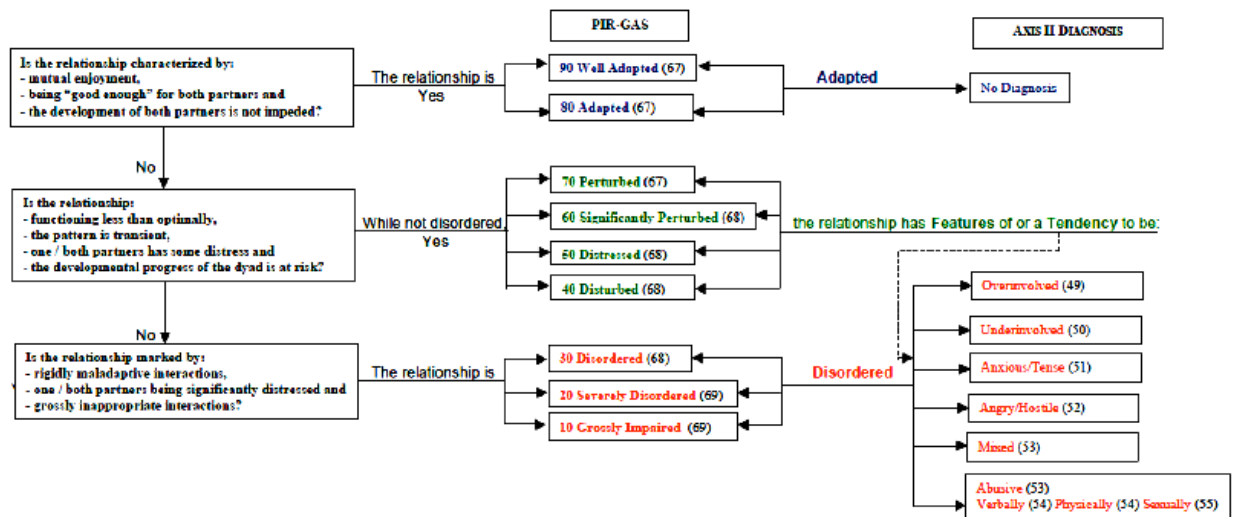 PIR-GAS
AXIS II DIAGNOSIS
Is the relationship characterized by:
- mutual enjoyment,
- being “good enough” for both partners and
- the development of both partners is not impeded?
The relationship is
Yes
90 Well Adapted (67)
80 Adapted (67)
Adapted
No Diagnosis
No
Is the relationship:
- functioning less than optimally,
- the pattern is transient,
- one / both partners has some distress and
- the developmental progress of the dyad is at risk?
While not disordered,
Yes
70 Perturbed (67)
60 Significantly Perturbed (68)
50 Distressed (68)
40 Disturbed (68)
the relationship has Features of or a Tendency to be:
No
Is the relationship marked by:
- rigidly maladaptive interactions,
- one / both partners being significantly distressed and
- grossly inappropriate interactions?
The relationship is
30 Disordered (68)
20 Severely Disordered (69)
10 Grossly Impaired (69)
Disordered
Overinvolved (49)
Underinvolved (50)
Anxious/Tense (51)
Angry/Hostile (52)
Mixed (53)
Abusive (53)
Verbally (54) Physically (54) Sexually (55)